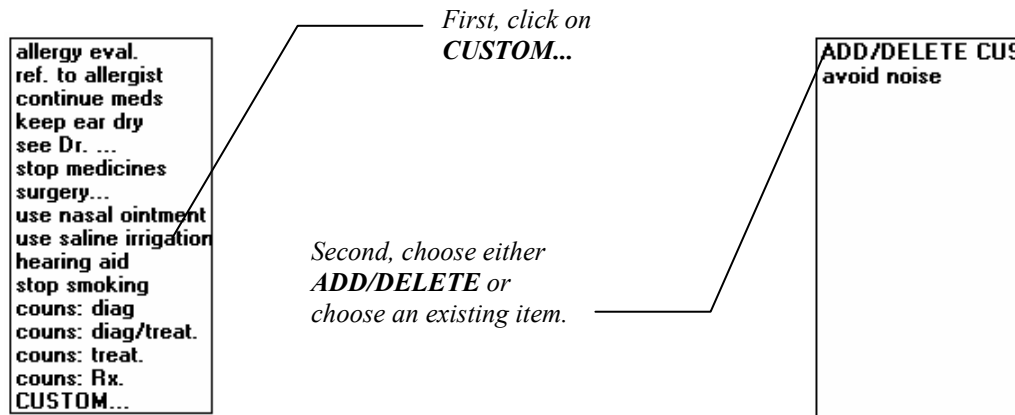 First, click on
CUSTOM...
allergy eval.
ref. to allergist
continue meds
keep ear dry
see Dr. ...
stop medicines
surgery...
use nasal ointment
use saline irrigation
hearing aid
stop smoking
couns: diag
couns: diag/treat.
couns: treat.
couns: Rx.
CUSTOM...
Second, choose either
ADD/DELETE or
choose an existing item.
ADD/DELETE CUS
avoid noise